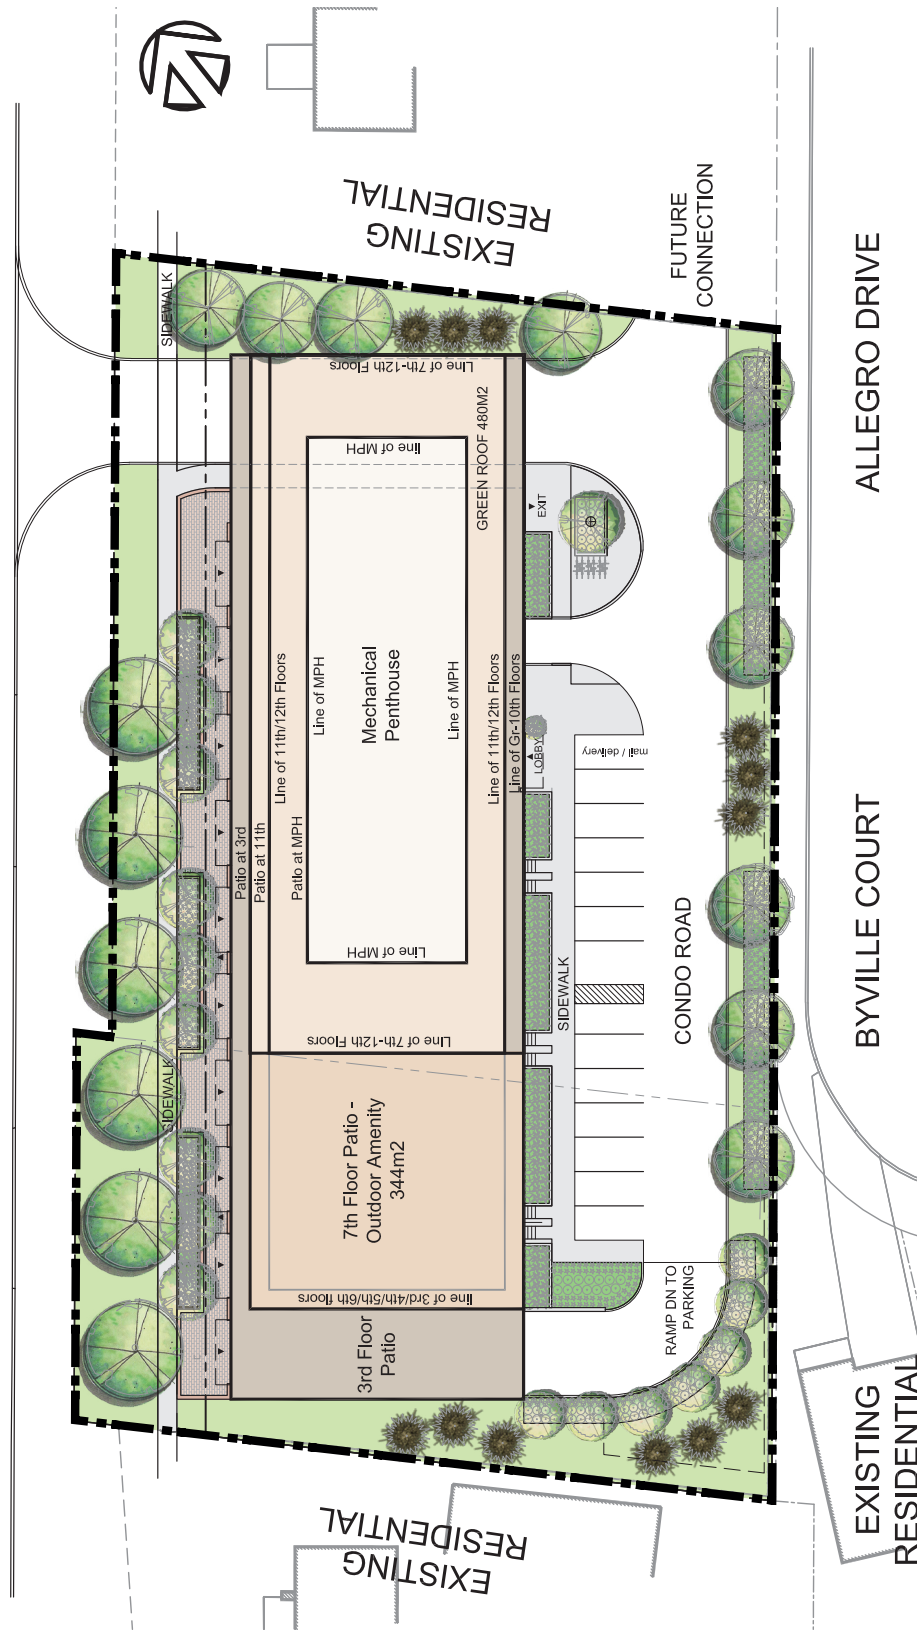 EXISTING
RESIDENTIAL
FUTURE
CONNECTION
ALLEGRO DRIVE
SIDEWALK
Line of 7th-12th Floors
GREEN ROOF 480M2
line of MPH
EXIT
Line of 11th/12th Floors
Line of MPH
Mechanical
Penthouse
Line of MPH
Line of 11th/12th Floors
Line of Gr-10th Floors
LOBBY
mail / delivery
Patio at 3rd
Patio at 11th
Patio at MPH
Line of MPH
SIDEWALK
CONDO ROAD
BYVILLE COURT
Line of 7th-12th Floors
SIDEWALK
7th Floor Patio -
Outdoor Amenity
344m2
line of 3rd/4th/5th/6th floors
3rd Floor
Patio
RAMP DN TO
PARKING
EXISTING
RESIDENTIAL
EXISTING
RESIDENTIAL